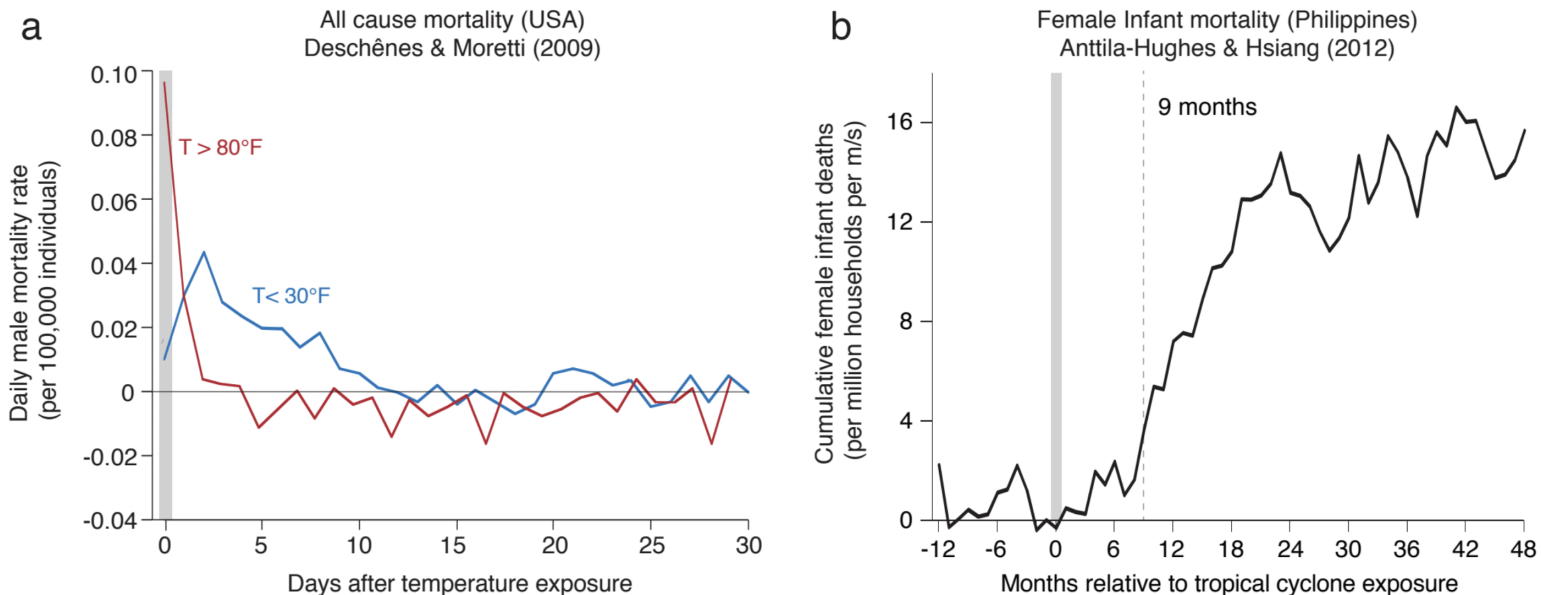 a
All cause mortality (USA)
Deschênes & Moretti (2009)
Daily male mortality rate
(per 100,000 individuals)
0.10
0.08
0.06
0.04
0.02
0
-0.02
-0.04
T > 80°F
T< 30°F
0 5 10 15 20 25 30
Days after temperature exposure
b
Female Infant mortality (Philippines)
Anttila-Hughes & Hsiang (2012)
Cumulative female infant deaths
(per million households per m/s)
16
12
8
4
0
9 months
-12 -6 0 6 12 18 24 30 36 42 48
Months relative to tropical cyclone exposure